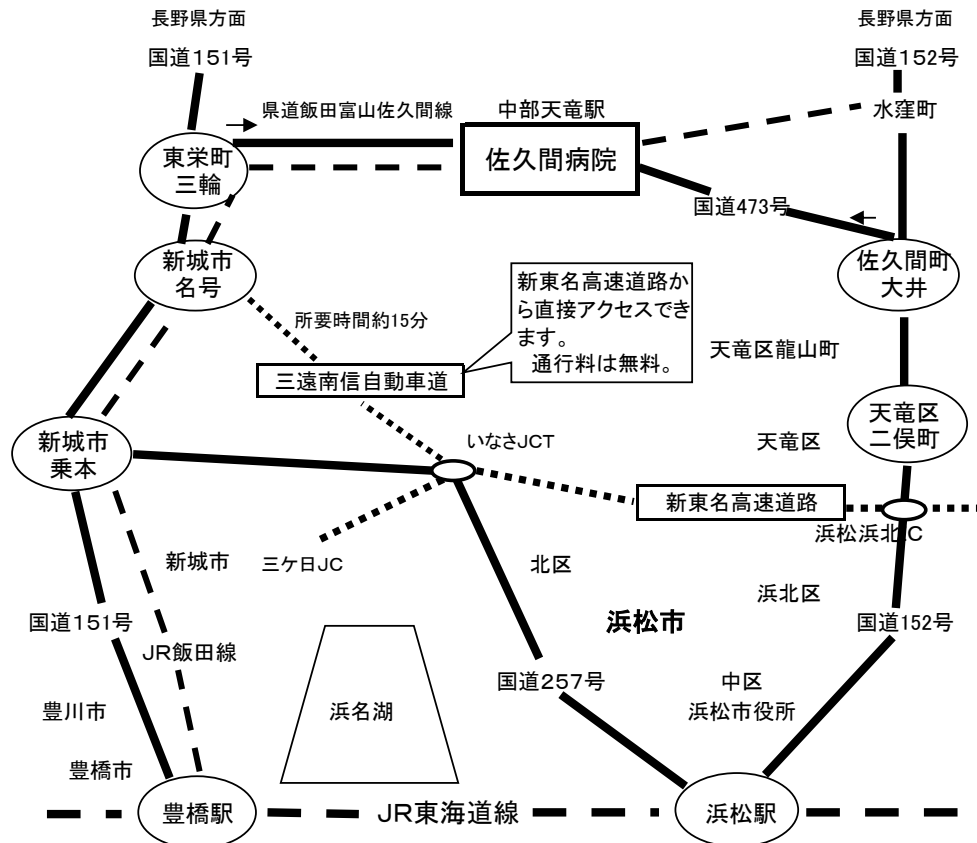 長野県方面
長野県方面
国道151号
国道152号
県道飯田富山佐久間線
中部天竜駅
水窪町
東栄町
三輪
佐久間病院
国道473号
新城市
名号
佐久間町
大井
新東名高速道路か
ら直接アクセスでき
ます。
通行料は無料。
所要時間約15分
天竜区龍山町
三遠南信自動車道
天竜区
二俣町
新城市
乗本
いなさJCT
天竜区
新東名高速道路
浜松浜北IC
新城市
三ケ日JC
北区
浜北区
国道151号
浜松市
国道152号
JR飯田線
国道257号
中区
浜松市役所
豊川市
浜名湖
豊橋市
豊橋駅
JR東海道線
浜松駅